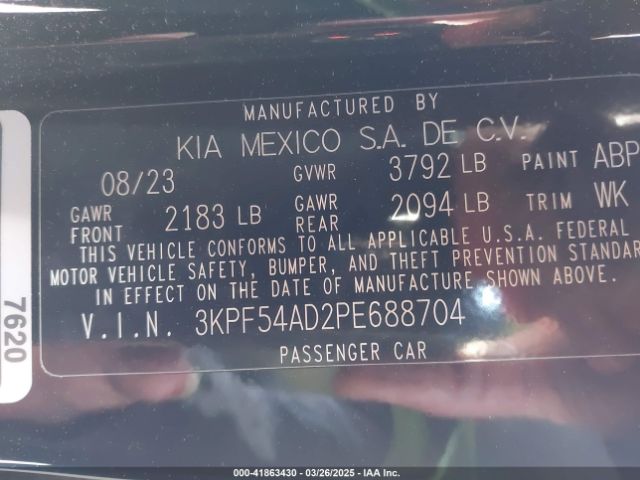 MANUFACTURED BY
KIA MEXICO S.A. DE C.V.
08/23 GVWR 3792 LB PAINT ABP
GAWR FRONT 2183 LB GAWR REAR 2094 LB TRIM WK
THIS VEHICLE CONFORMS TO ALL APPLICABLE U.S.A. FEDERAL
MOTOR VEHICLE SAFETY, BUMPER, AND THEFT PREVENTION STANDAR
IN EFFECT ON THE DATE OF MANUFACTURE SHOWN ABOVE.
V.I.N. 3KPF54AD2PE688704
PASSENGER CAR
7620
000-41863430 - 03/26/2025 - IAA Inc.